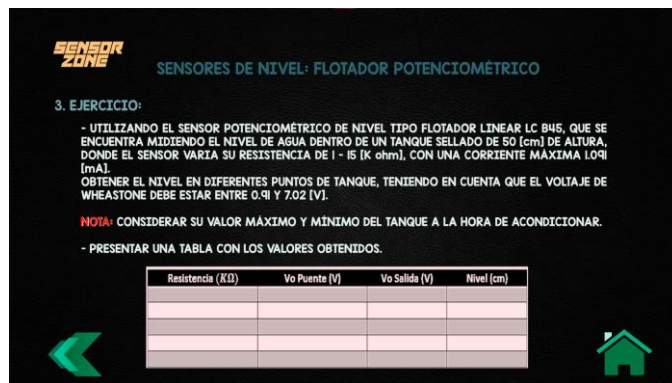 SENSOR
ZONE
SENSORES DE NIVEL: FLOTADOR POTENCIOMÉTRICO
3. EJERCICIO:
- UTILIZANDO EL SENSOR POTENCIOMÉTRICO DE NIVEL TIPO FLOTADOR LINEAR LC B45, QUE SE
ENCUENTRA MIDIENDO EL NIVEL DE AGUA DENTRO DE UN TANQUE SELLADO DE 50 [cm] DE ALTURA,
DONDE EL SENSOR VARIA SU RESISTENCIA DE 1 - 15 [K ohm], CON UNA CORRIENTE MÁXIMA 1.091
[mA].
OBTENER EL NIVEL EN DIFERENTES PUNTOS DE TANQUE, TENIENDO EN CUENTA QUE EL VOLTAJE DE
WHEASTONE DEBE ESTAR ENTRE 0.91 Y 7.02 [V].
NOTA: CONSIDERAR SU VALOR MÁXIMO Y MÍNIMO DEL TANQUE A LA HORA DE ACONDICIONAR.
- PRESENTAR UNA TABLA CON LOS VALORES OBTENIDOS.
Resistencia (KΩ) Vo Puente (V) Vo Salida (V) Nivel (cm)